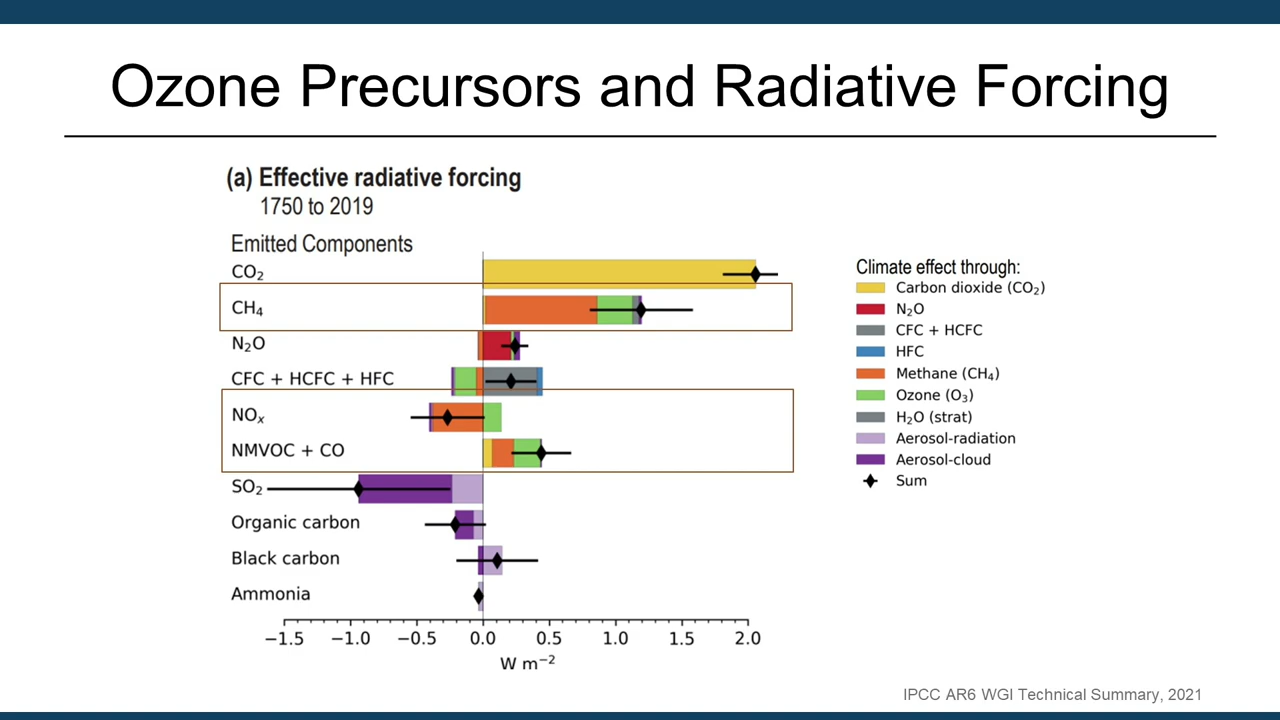 Ozone Precursors and Radiative Forcing
(a) Effective radiative forcing
1750 to 2019
Emitted Components
CO₂
CH₄
N₂O
CFC + HCFC + HFC
NOₓ
NMVOC + CO
SO₂
Organic carbon
Black carbon
Ammonia
−1.5 −1.0 −0.5 0.0 0.5 1.0 1.5 2.0
W m⁻²
Climate effect through:
Carbon dioxide (CO₂)
N₂O
CFC + HCFC
HFC
Methane (CH₄)
Ozone (O₃)
H₂O (strat)
Aerosol-radiation
Aerosol-cloud
Sum
IPCC AR6 WGI Technical Summary, 2021